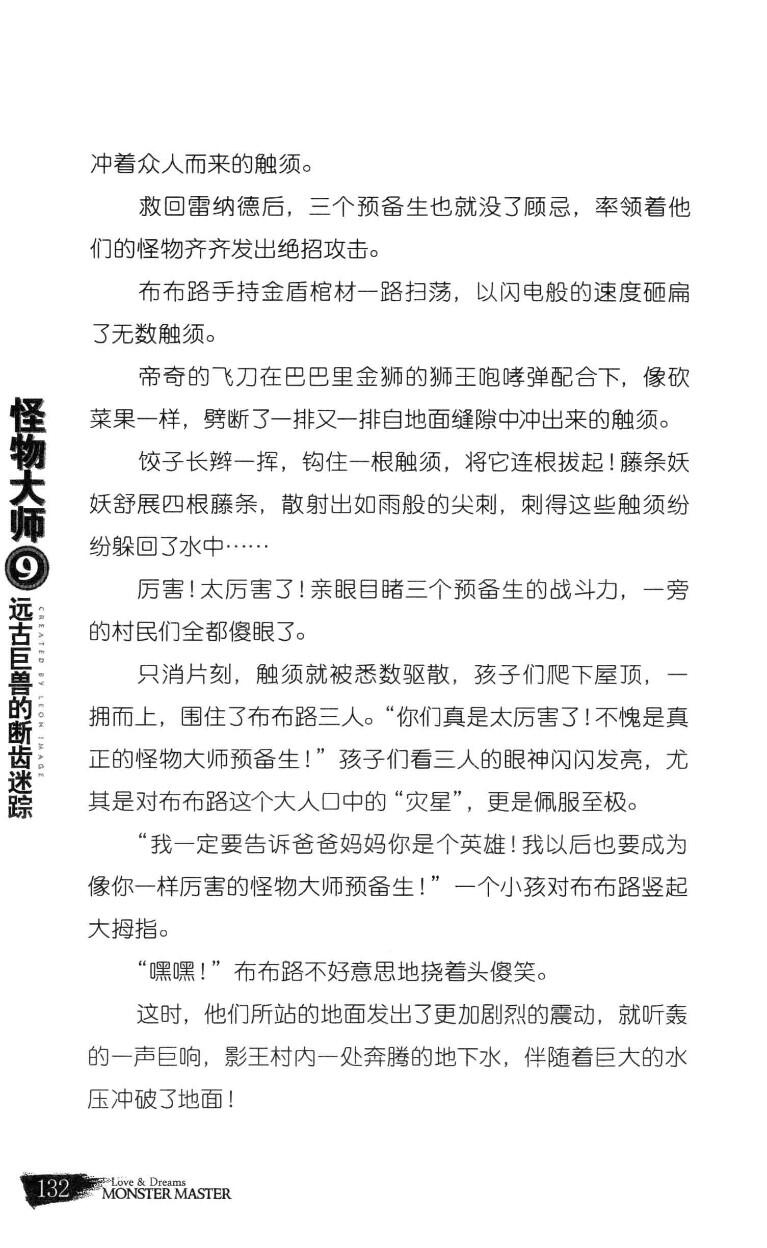 冲着众人而来的触须。
救回雷纳德后，三个预备生也就没了顾忌，率领着他
们的怪物齐齐发出绝招攻击。
布布路手持金盾棺材一路扫荡，以闪电般的速度砸扁
了无数触须。
帝奇的飞刀在巴巴里金狮的狮王咆哮弹配合下，像砍
菜果一样，劈断了一排又一排自地面缝隙中冲出来的触须。
饺子长辫一挥，钩住一根触须，将它连根拔起！藤条妖
妖舒展四根藤条，散射出如雨般的尖刺，刺得这些触须纷
纷躲回了水中……
厉害！太厉害了！亲眼目睹三个预备生的战斗力，一旁
的村民们全都傻眼了。
只消片刻，触须就被悉数驱散，孩子们爬下屋顶，一
拥而上，围住了布布路三人。“你们真是太厉害了！不愧是真
正的怪物大师预备生！”孩子们看三人的眼神闪闪发亮，尤
其是对布布路这个大人口中的“灾星”，更是佩服至极。
“我一定要告诉爸爸妈妈你是个英雄！我以后也要成为
像你一样厉害的怪物大师预备生！”一个小孩对布布路竖起
大拇指。
“嘿嘿！”布布路不好意思地挠着头傻笑。
这时，他们所站的地面发出了更加剧烈的震动，就听轰
的一声巨响，影王村内一处奔腾的地下水，伴随着巨大的水
压冲破了地面！
怪物大师
9
远古巨兽的断齿迷踪
CREATED BY LEON IMAGE
132
Love & Dreams
MONSTER MASTER